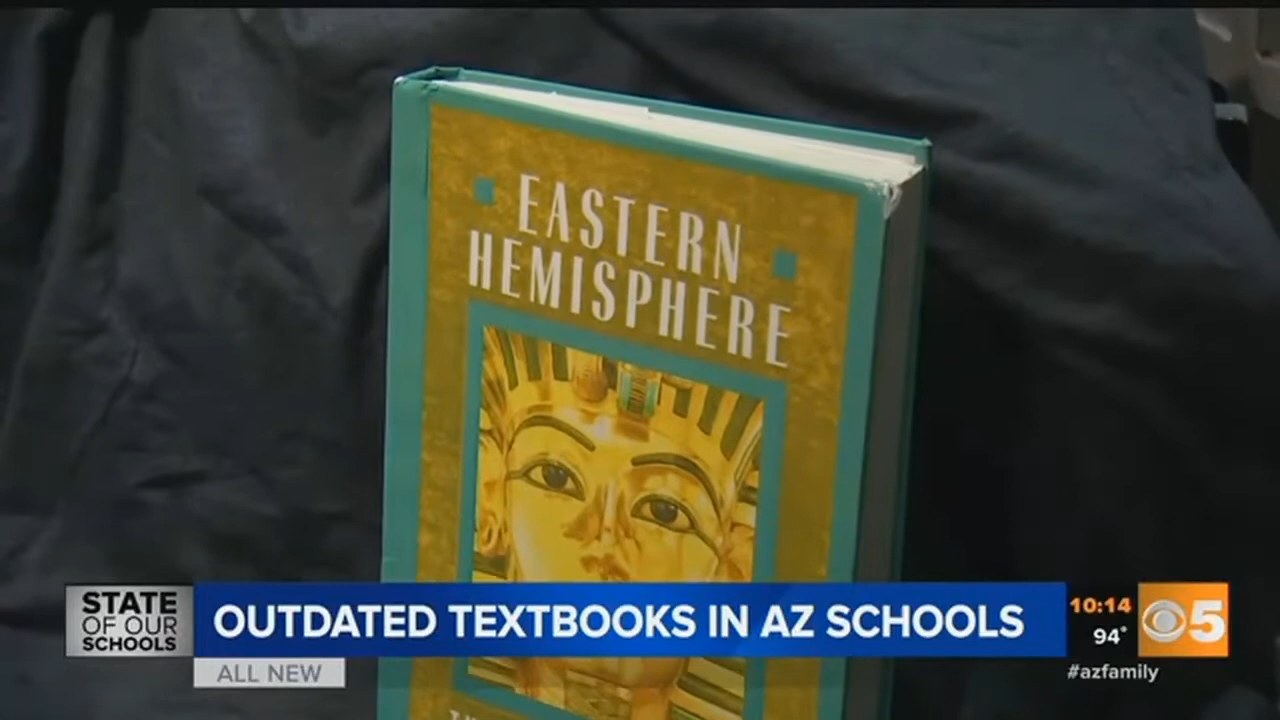 EASTERN
HEMISPHERE
STATE
OF OUR
SCHOOLS
OUTDATED TEXTBOOKS IN AZ SCHOOLS
ALL NEW
10:14
94°
5
#azfamily